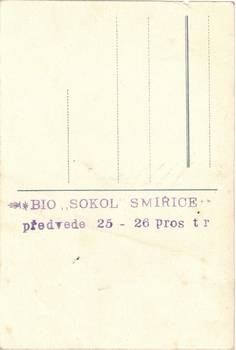 BIO „SOKOL SMIŘICE"
předvede 25 - 26 pros t r